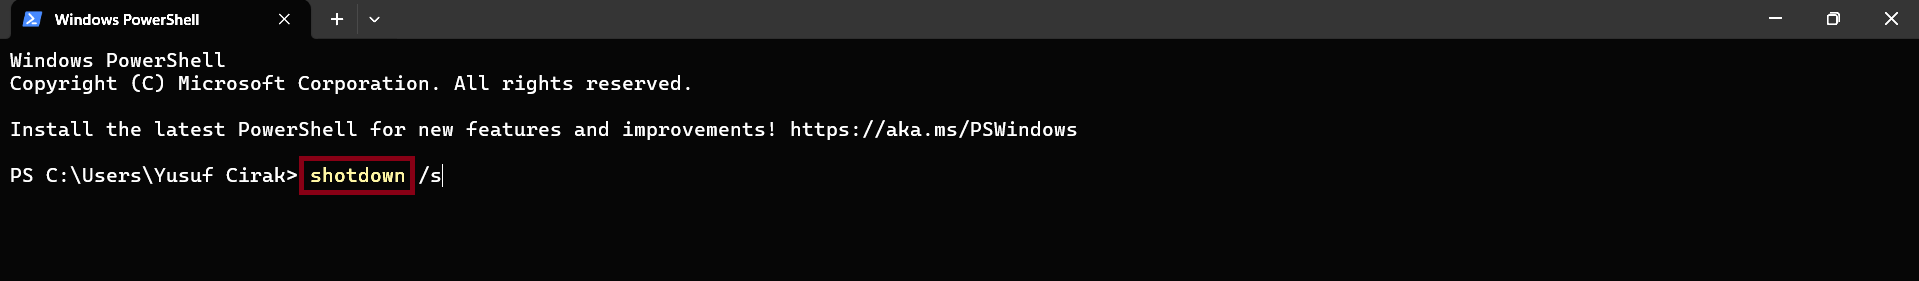 Windows PowerShell
Windows PowerShell
Copyright (C) Microsoft Corporation. All rights reserved.
Install the latest PowerShell for new features and improvements! https://aka.ms/PSWindows
PS C:\Users\Yusuf Cirak> shotdown /s